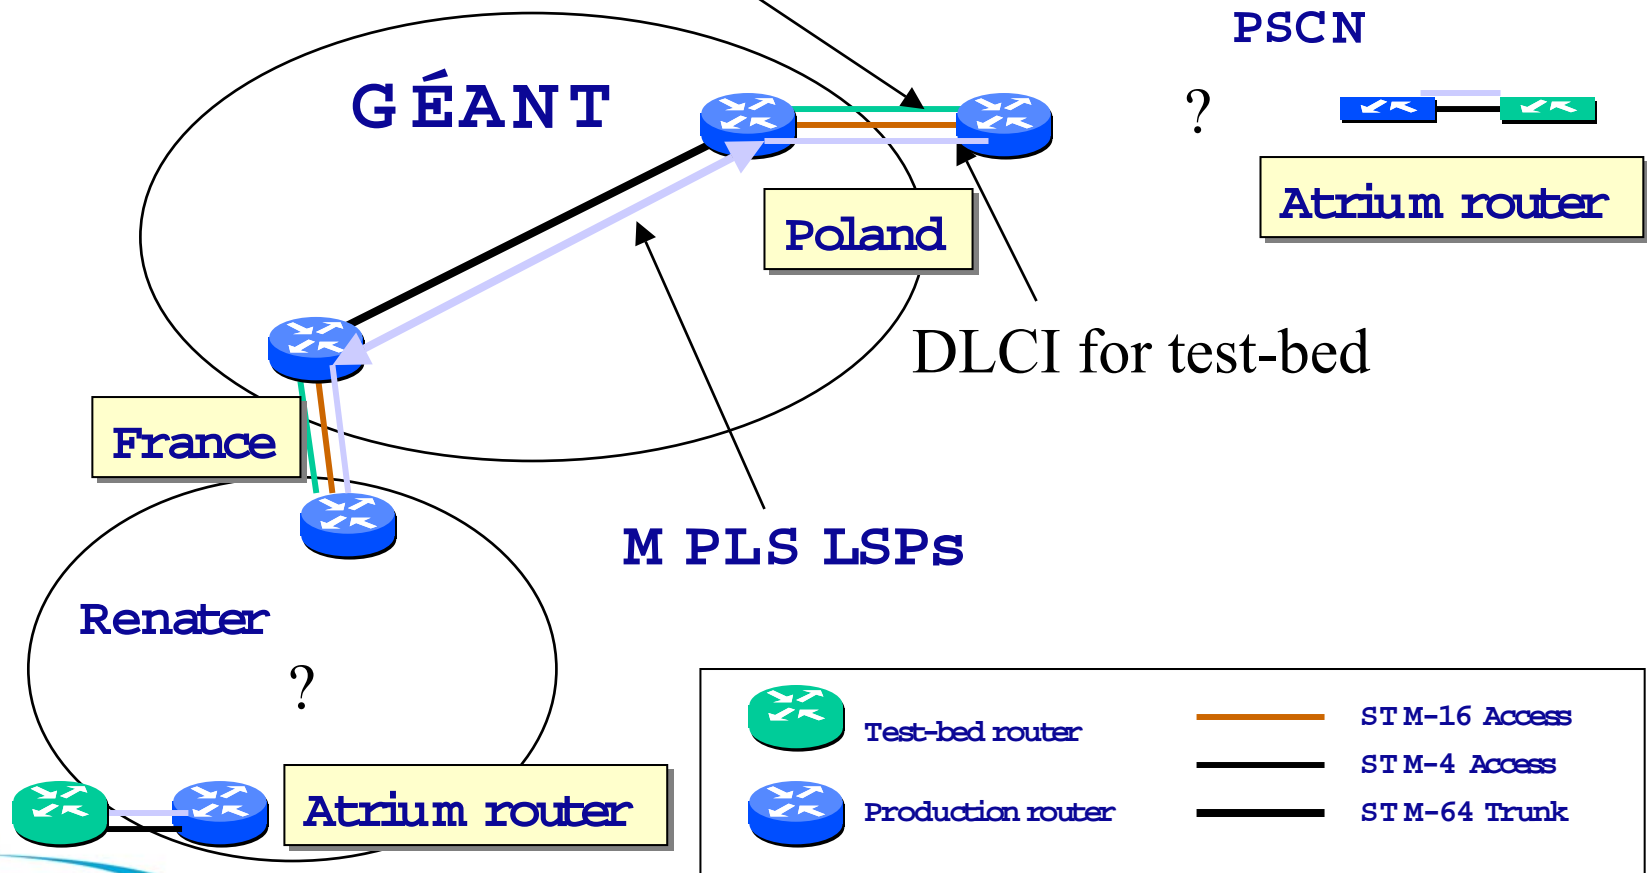 PSCN
GÉANT
?
Atrium router
Poland
DLCI for test-bed
France
MPLS LSPs
Renater
?
Atrium router
Test-bed router
STM-16 Access
STM-4 Access
Production router
STM-64 Trunk